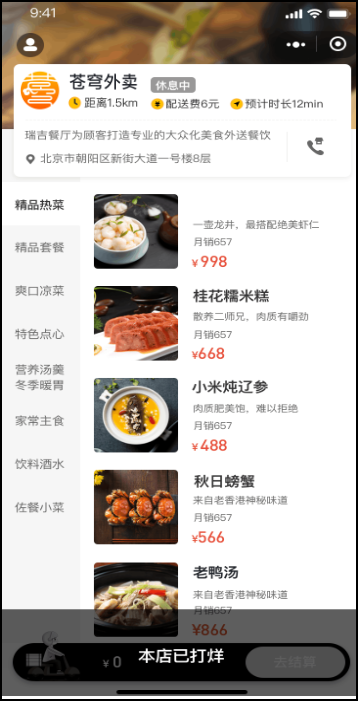 9:41
苍穹外卖
休息中
距离1.5km 配送费6元 预计时长12min
瑞吉餐厅为顾客打造专业的大众化美食外送餐饮
北京市朝阳区新街大道一号楼8层
精品热菜
精品套餐
爽口凉菜
特色点心
营养汤羹
冬季暖胃
家常主食
饮料酒水
佐餐小菜
一壶龙井，最搭配绝美虾仁
月销657
¥998
桂花糯米糕
散养二师兄，肉质有嚼劲
月销657
¥668
小米炖辽参
肉质肥美饱，难以拒绝
月销657
¥488
秋日螃蟹
来自老香港神秘味道
月销657
¥566
老鸭汤
来自老香港神秘味道
月销657
¥866
¥0
本店已打烊
去结算